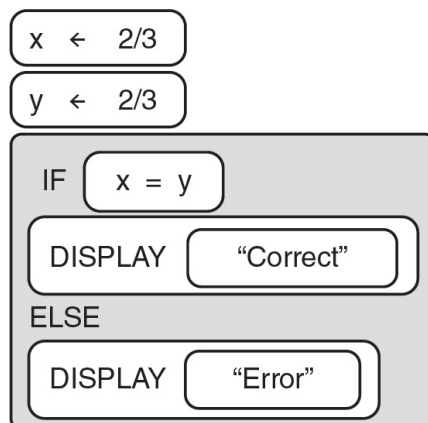 x ← 2/3
y ← 2/3
IF x = y
DISPLAY “Correct”
ELSE
DISPLAY “Error”